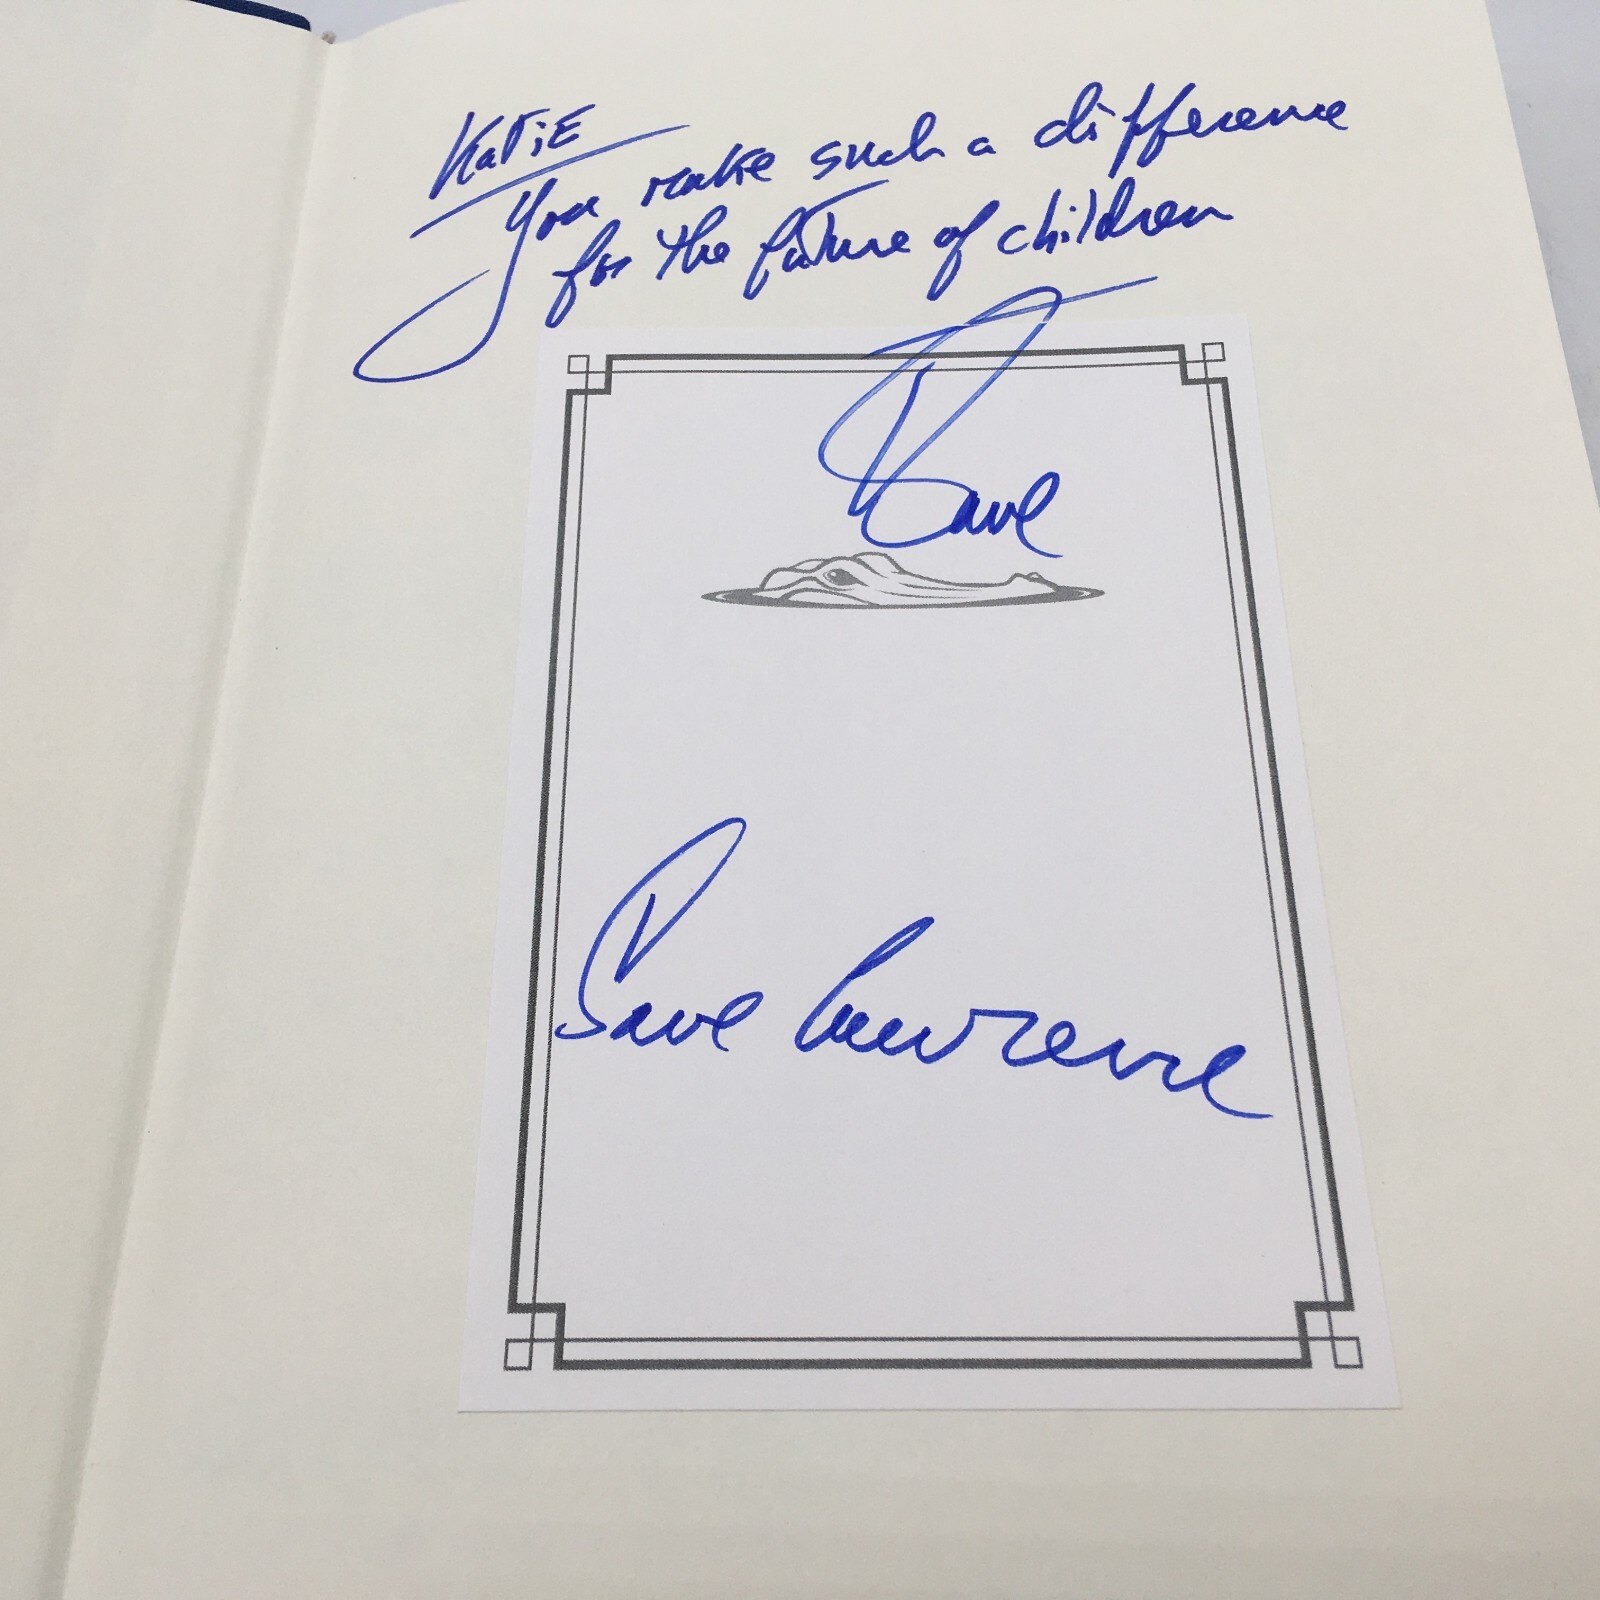 Katie
You make such a difference
for the future of children
Dave
Dave Lawrence